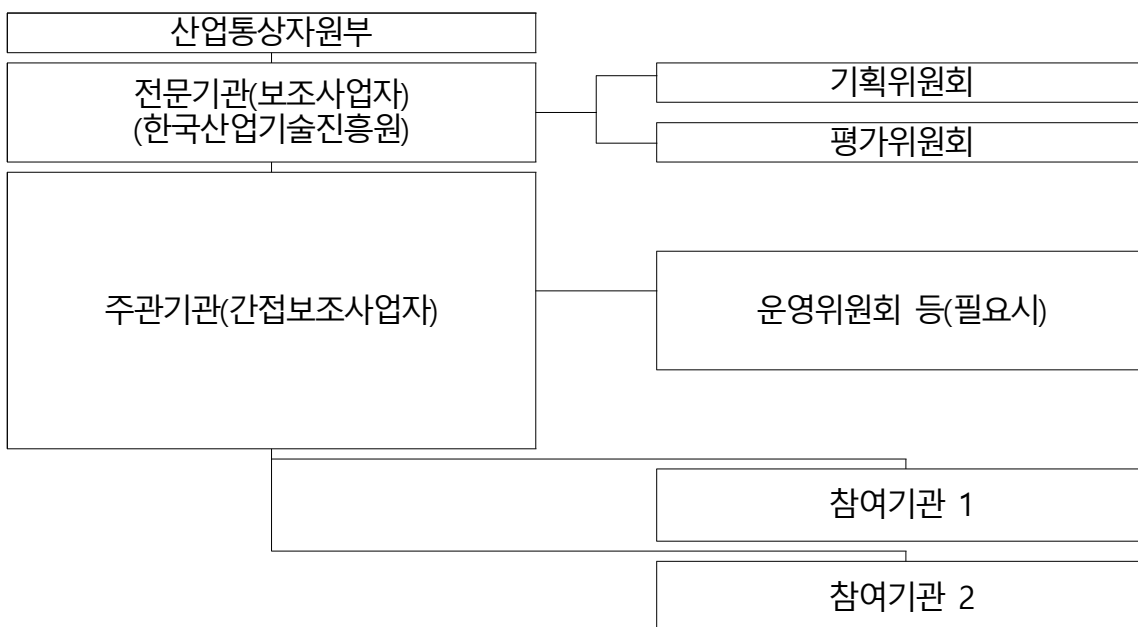 산업통상자원부
전문기관(보조사업자)
(한국산업기술진흥원)
기획위원회
평가위원회
주관기관(간접보조사업자)
운영위원회 등(필요시)
참여기관 1
참여기관 2